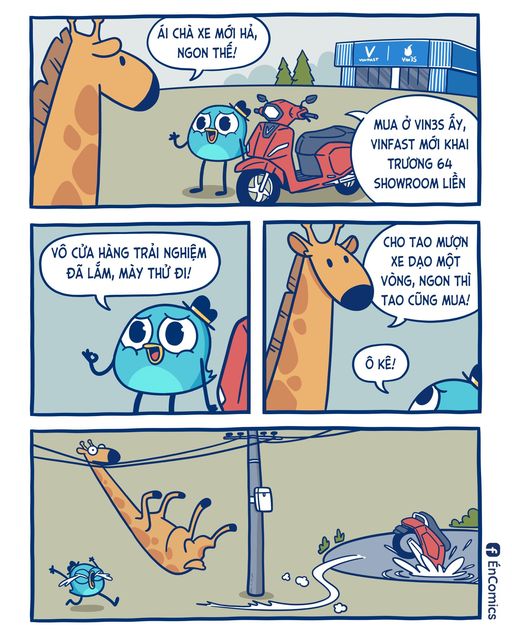 ÁI CHÀ XE MỚI HẢ,
NGON THẾ!
VINFAST
Vin3S
MUA Ở VIN3S ẤY,
VINFAST MỚI KHAI
TRƯƠNG 64
SHOWROOM LIỀN
VÔ CỬA HÀNG TRẢI NGHIỆM
ĐÃ LẮM, MÀY THỬ ĐI!
CHO TAO MƯỢN
XE DẠO MỘT
VÒNG, NGON THÌ
TAO CŨNG MUA!
Ô KÊ!
ÉnComics